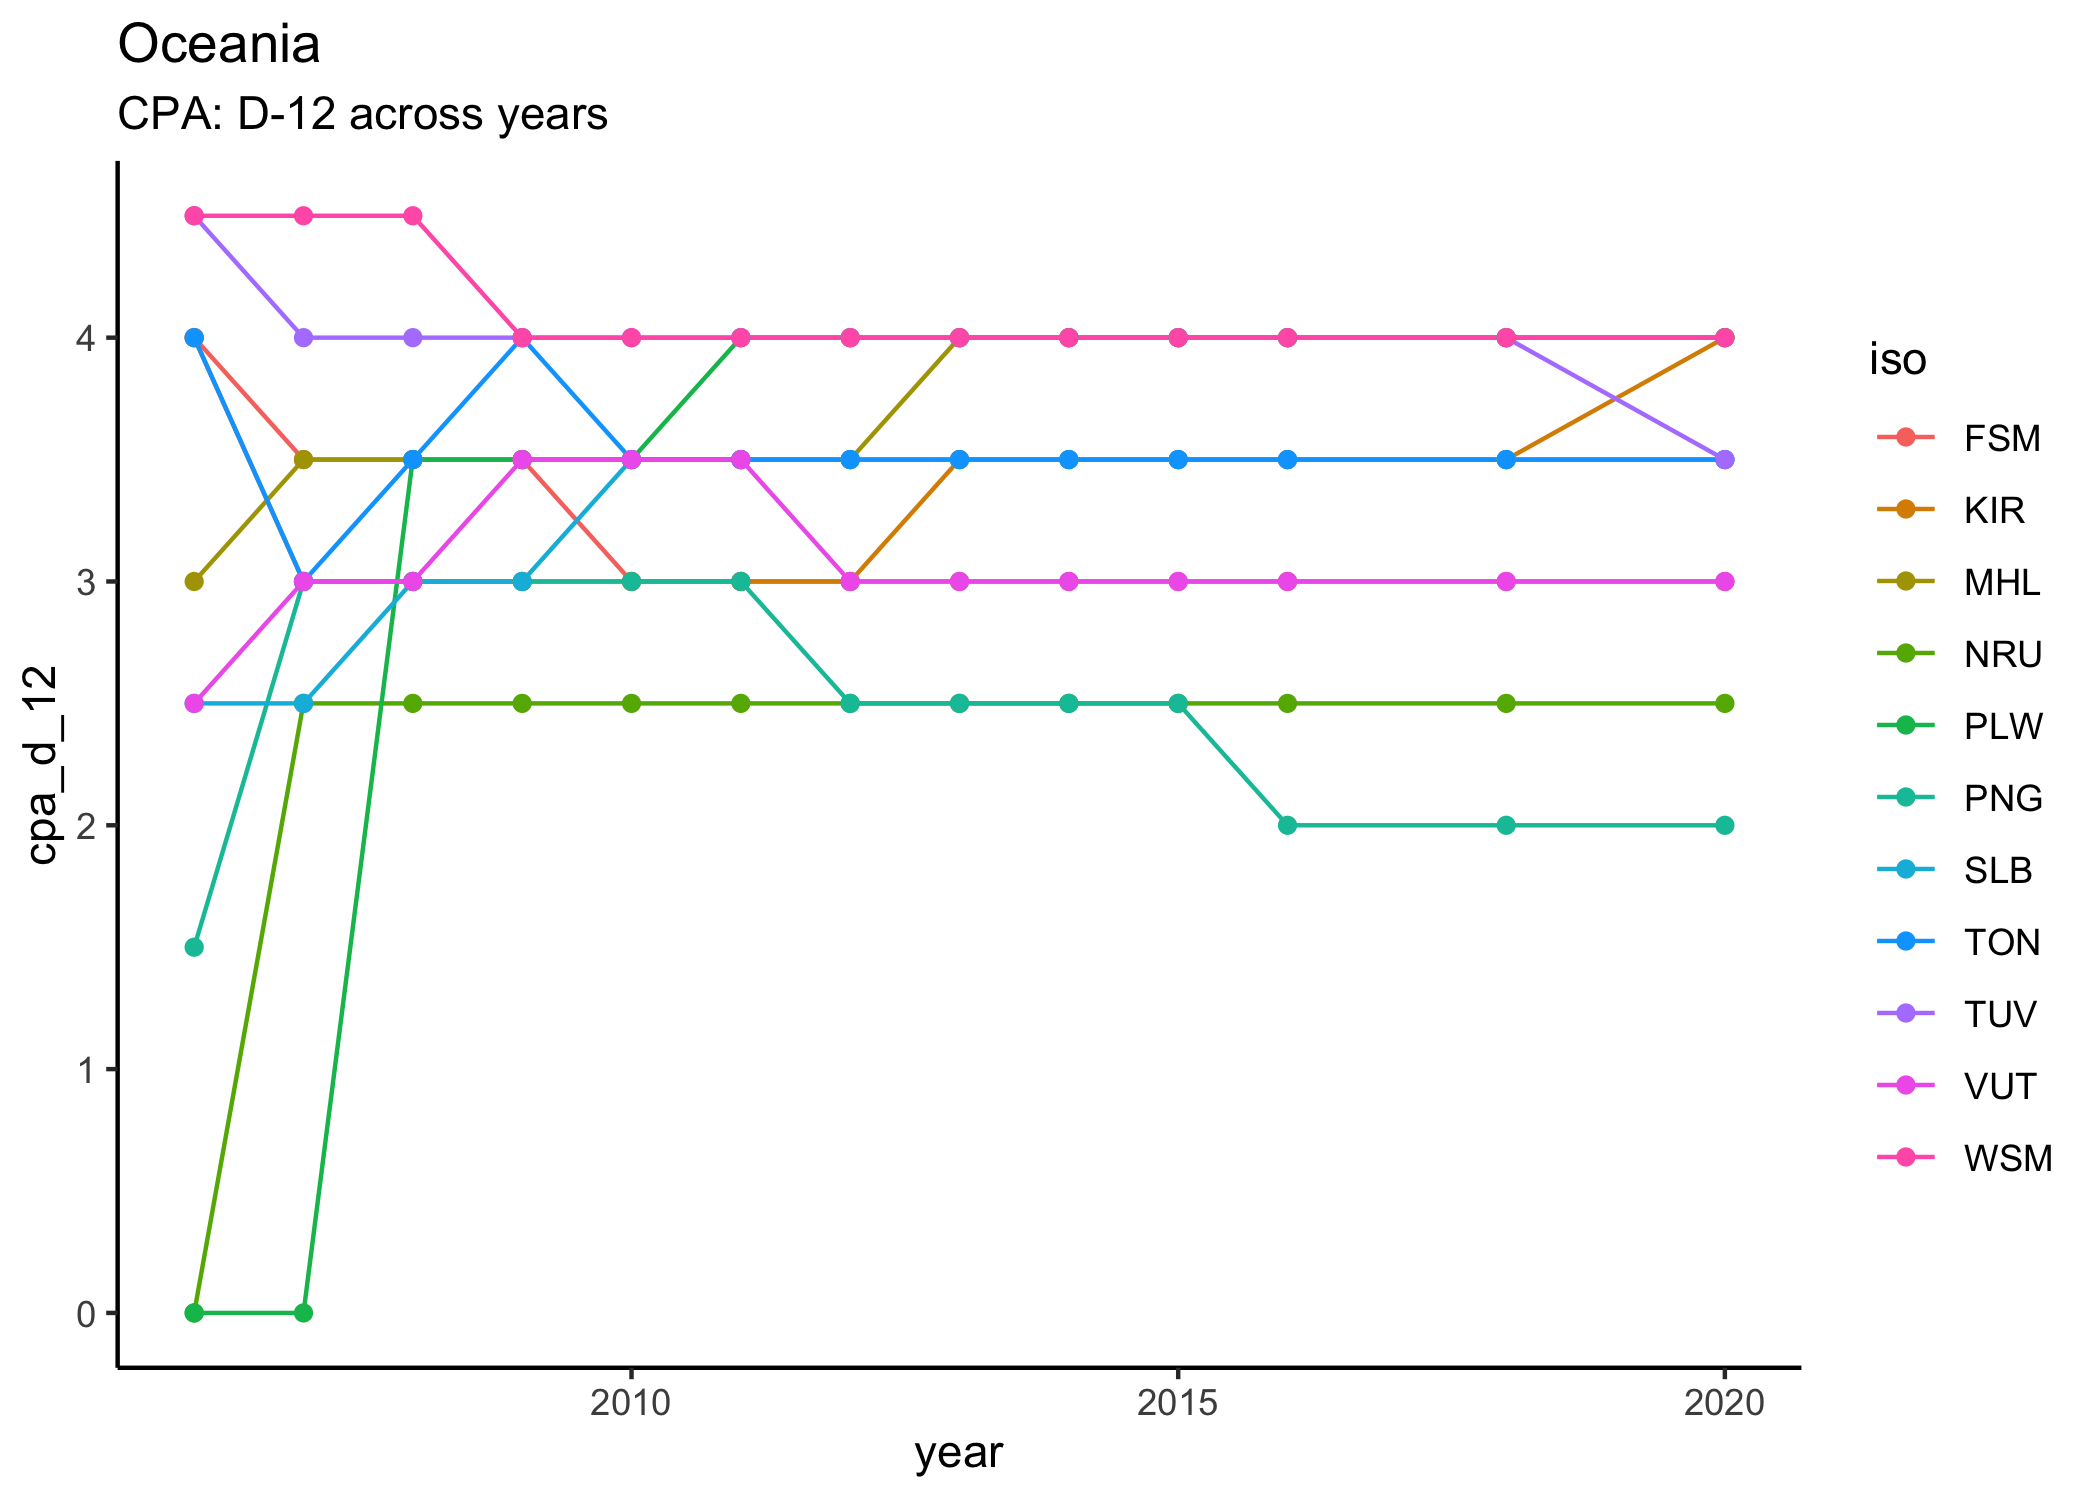 Oceania
CPA: D-12 across years
cpa_d_12
4
3
2
1
0
2010
2015
2020
year
iso
FSM
KIR
MHL
NRU
PLW
PNG
SLB
TON
TUV
VUT
WSM